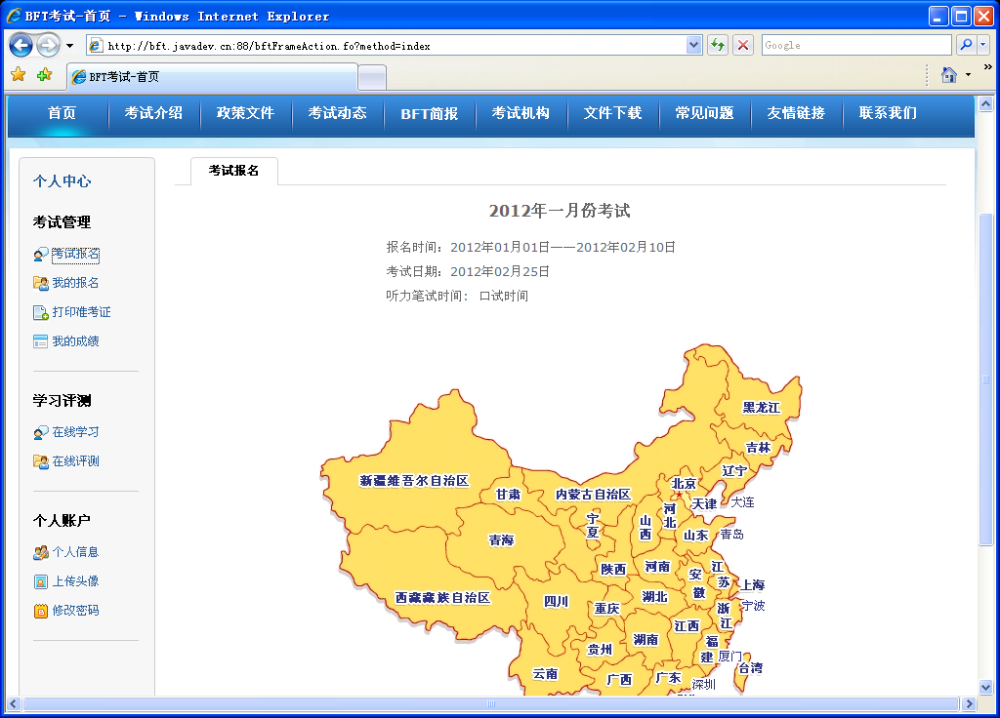 BFT考试-首页 - Windows Internet Explorer
http://bft.javadev.cn:88/bftFrameAction.fo?method=index
Google
BFT考试-首页
首页 考试介绍 政策文件 考试动态 BFT简报 考试机构 文件下载 常见问题 友情链接 联系我们
个人中心
考试管理
考试报名
我的报名
打印准考证
我的成绩
学习评测
在线学习
在线评测
个人账户
个人信息
上传头像
修改密码
考试报名
2012年一月份考试
报名时间：2012年01月01日——2012年02月10日
考试日期：2012年02月25日
听力笔试时间： 口试时间
黑龙江
吉林
辽宁
新疆维吾尔自治区
甘肃
内蒙古自治区
北京
天津
大连
河北
宁夏
山西
山东
青岛
青海
陕西
河南
安徽
江苏
上海
西藏藏族自治区
四川
重庆
湖北
浙江
宁波
江西
湖南
贵州
福建
厦门
台湾
云南
广西
广东
深圳